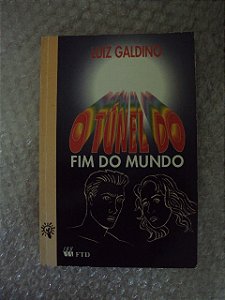 LUIZ GALDINO
O TÚNEL DO
FIM DO MUNDO
FTD